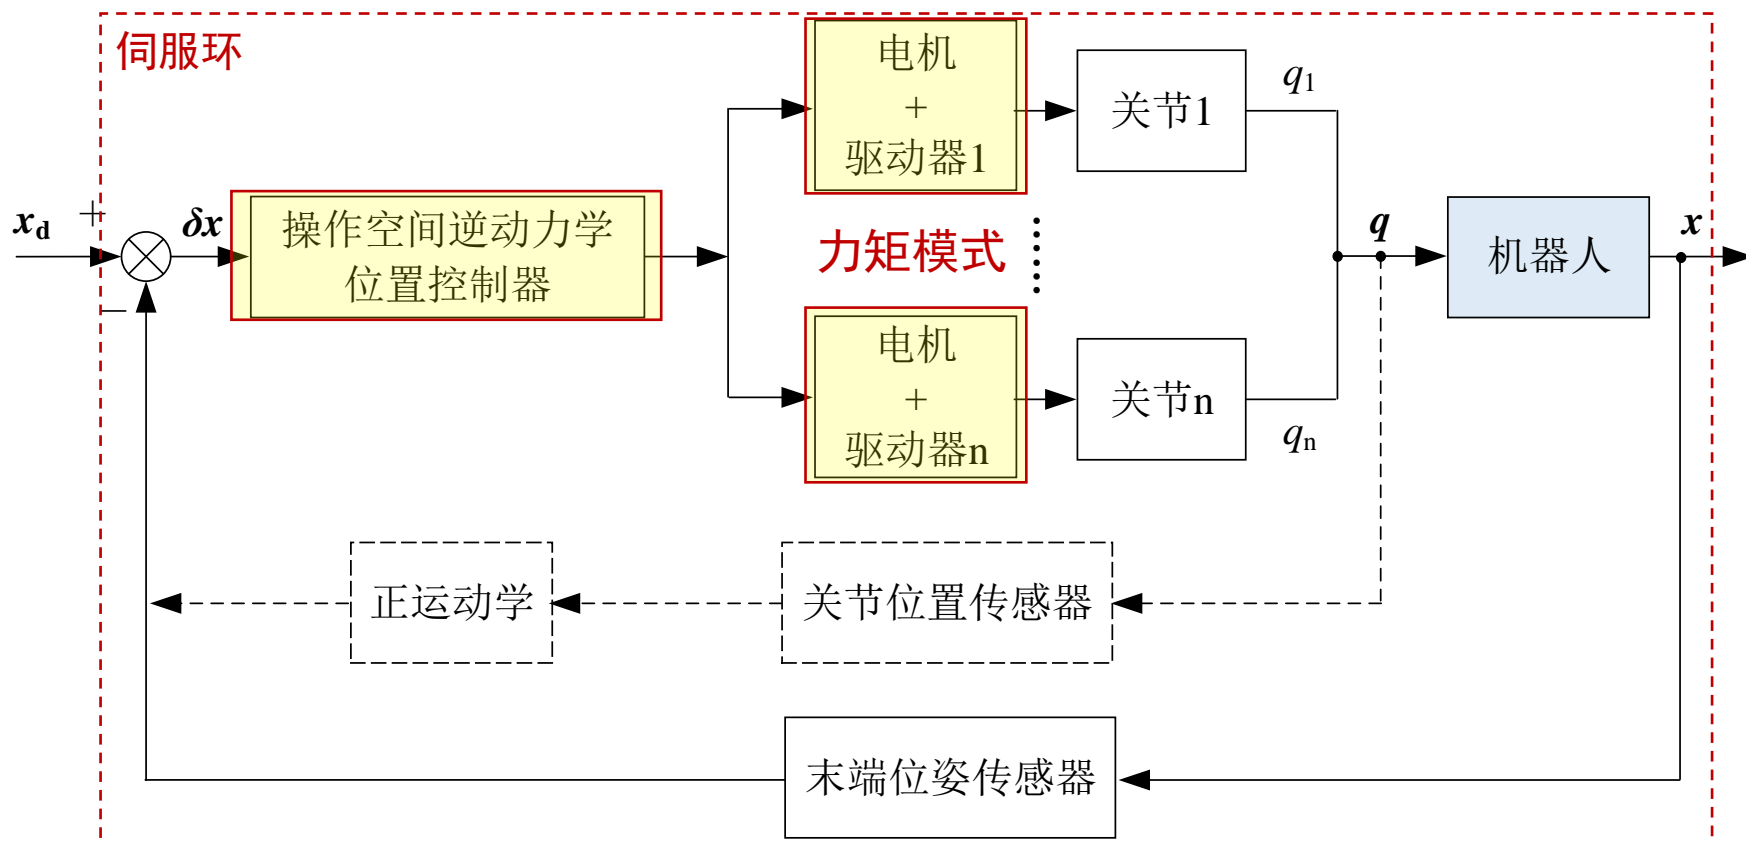 伺服环
电机
+
驱动器1
关节1
q1
xd
+
δx
操作空间逆动力学
位置控制器
力矩模式
q
机器人
x
−
电机
+
驱动器n
关节n
qn
正运动学
关节位置传感器
末端位姿传感器